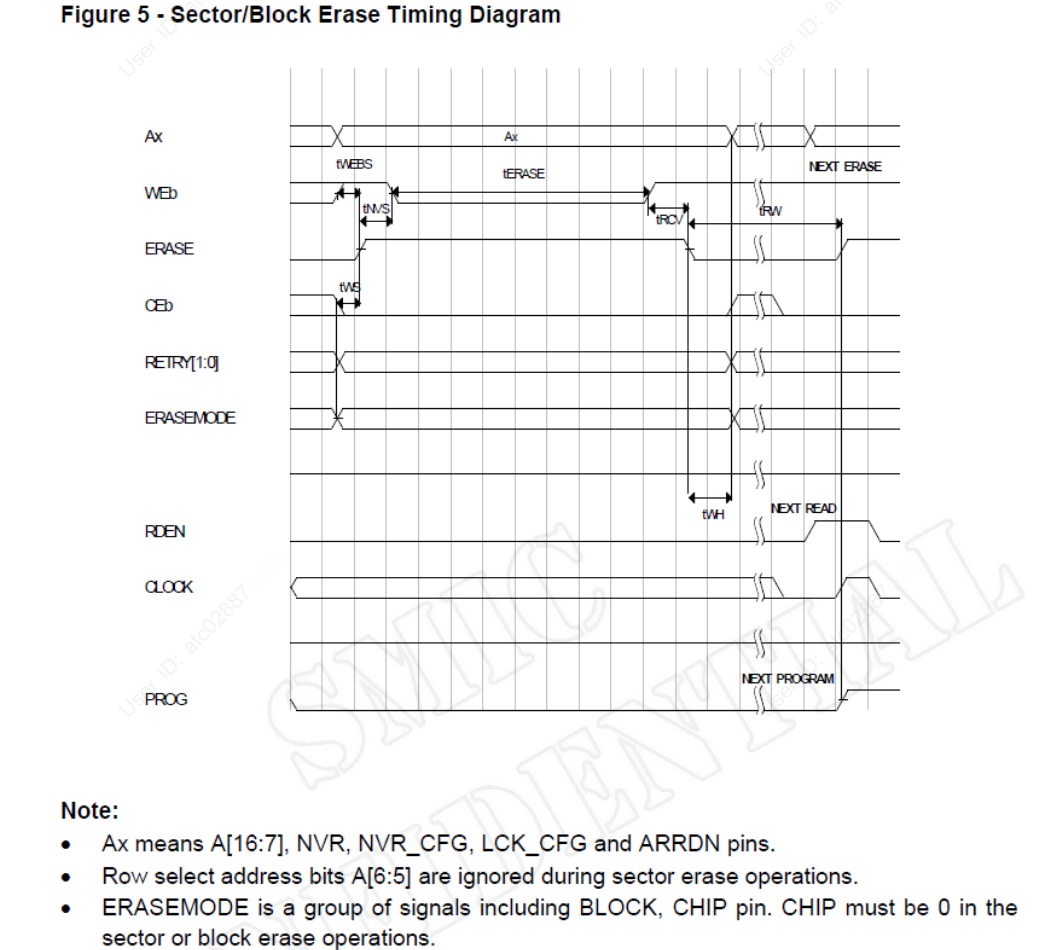 Figure 5 - Sector/Block Erase Timing Diagram
Ax
Ax
tWEBS
tERASE
NEXT ERASE
WEb
tNVS
tRCV
tRW
ERASE
tWS
CEb
RETRY[1:0]
ERASEMODE
tWH
NEXT READ
RDEN
CLOCK
NEXT PROGRAM
PROG
SMIC
Note:
• Ax means A[16:7], NVR, NVR_CFG, LCK_CFG and ARRDN pins.
• Row select address bits A[6:5] are ignored during sector erase operations.
• ERASEMODE is a group of signals including BLOCK, CHIP pin. CHIP must be 0 in the
sector or block erase operations.
User ID: atc02887